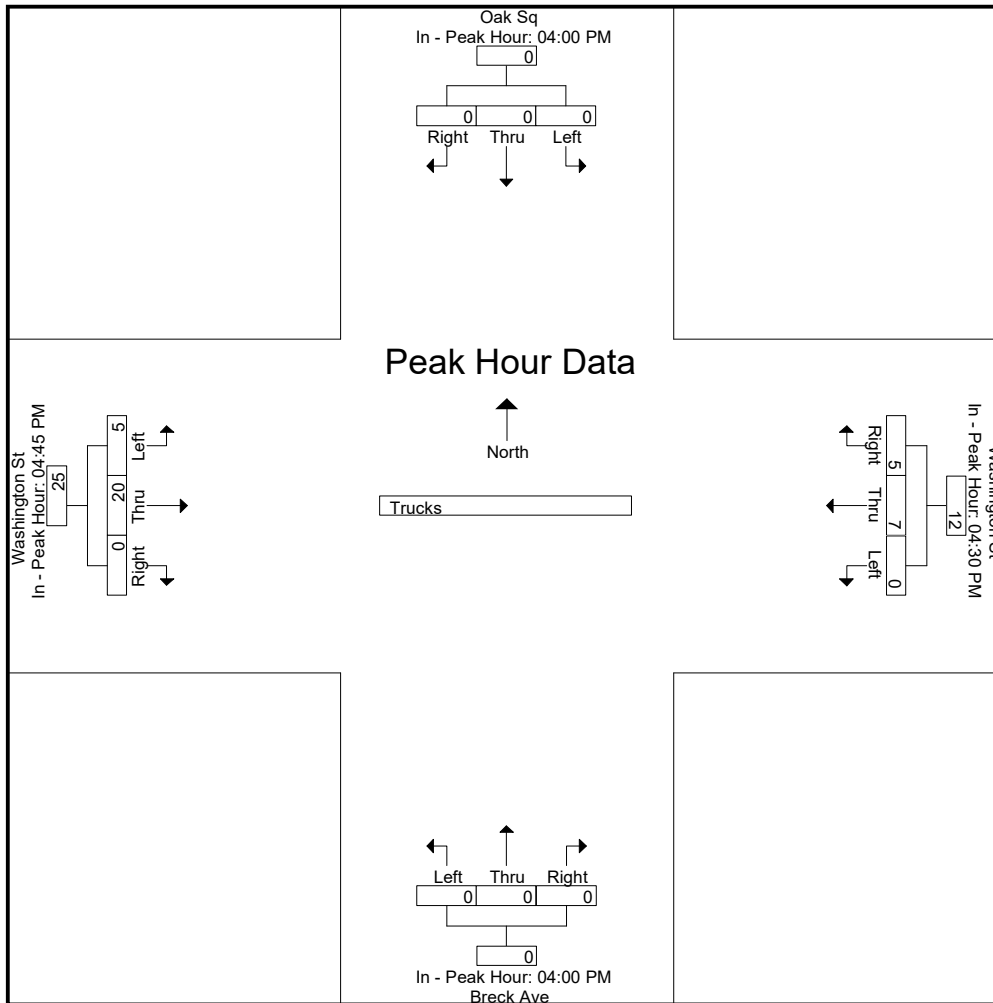 Oak Sq
In - Peak Hour: 04:00 PM
0
0 0 0
Right Thru Left
Peak Hour Data
North
Trucks
Washington St
In - Peak Hour: 04:45 PM
25
5 20 0
Left Thru Right
In - Peak Hour: 04:30 PM
12
5 7 0
Right Thru Left
Left Thru Right
0 0 0
0
In - Peak Hour: 04:00 PM
Breck Ave